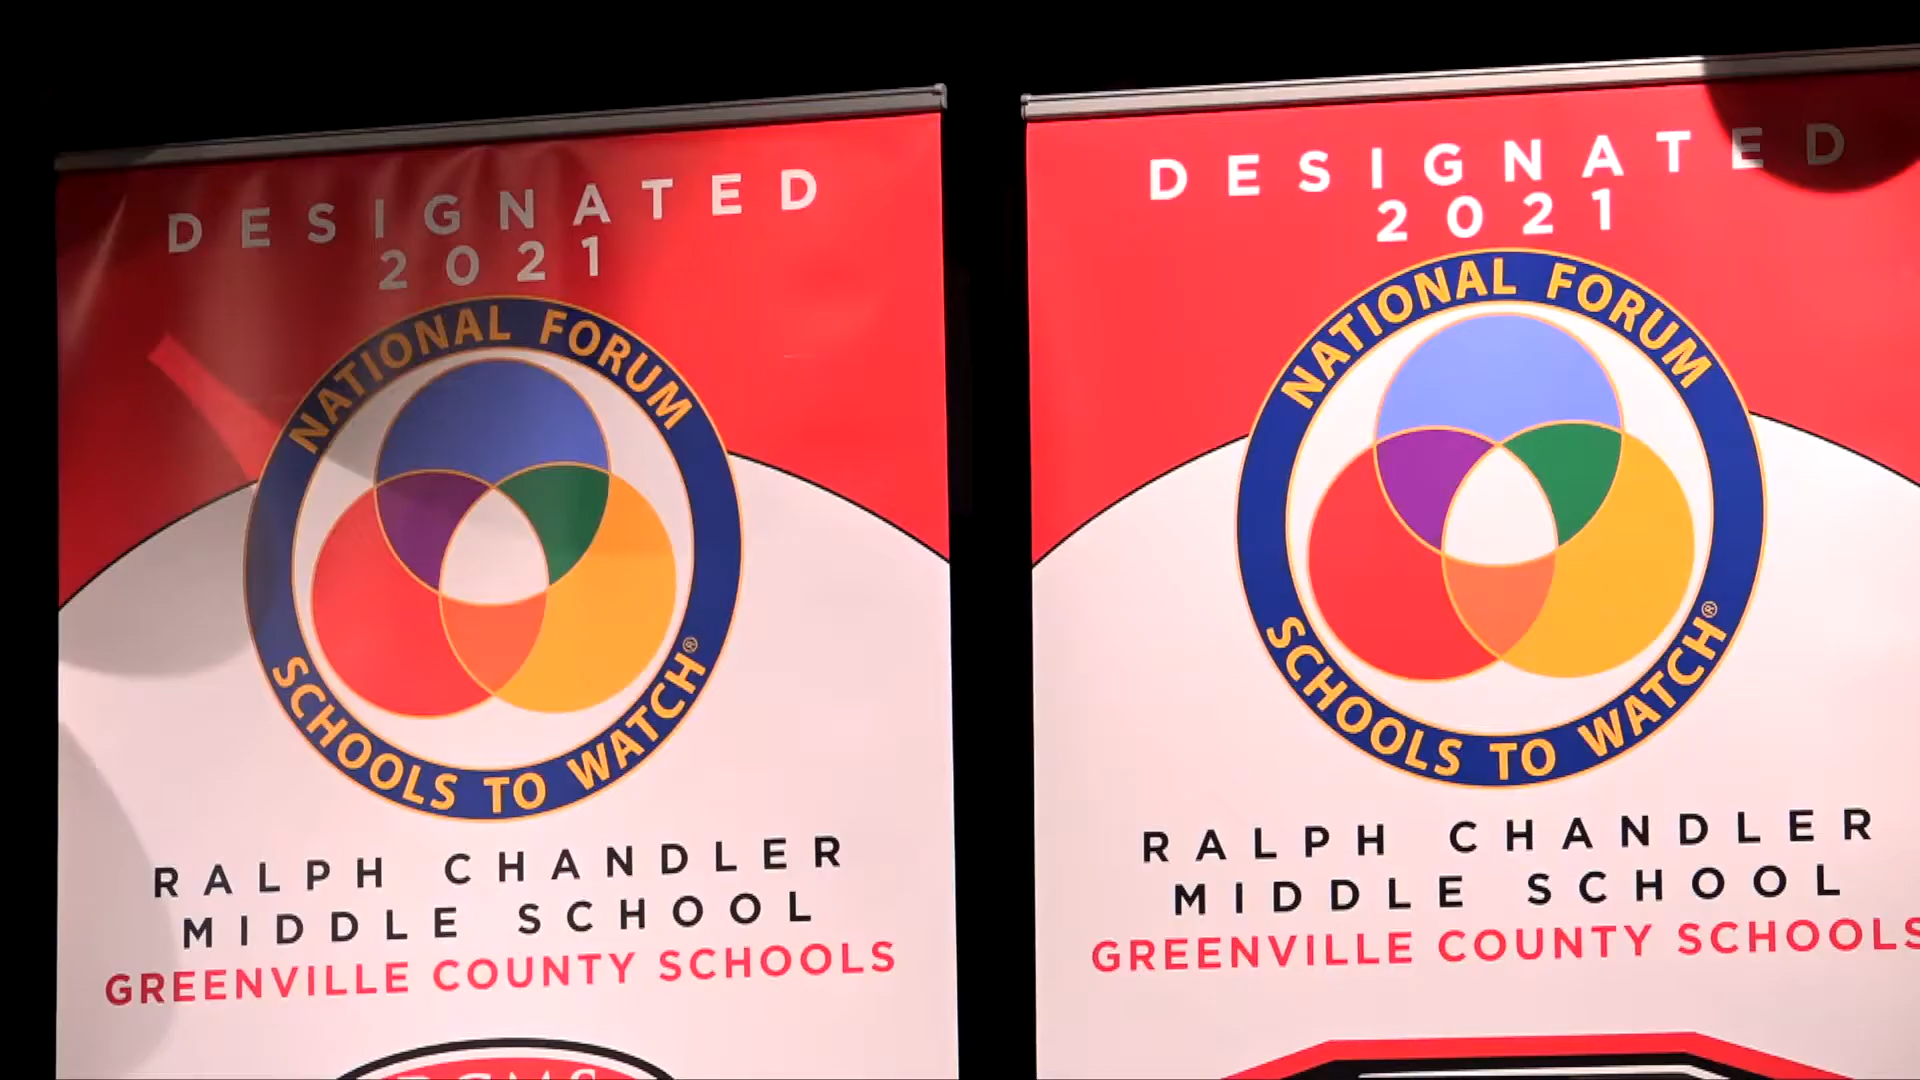 DESIGNATED
2021
NATIONAL FORUM
SCHOOLS TO WATCH®
RALPH CHANDLER
MIDDLE SCHOOL
GREENVILLE COUNTY SCHOOLS
DESIGNATED
2021
NATIONAL FORUM
SCHOOLS TO WATCH®
RALPH CHANDLER
MIDDLE SCHOOL
GREENVILLE COUNTY SCHOOLS